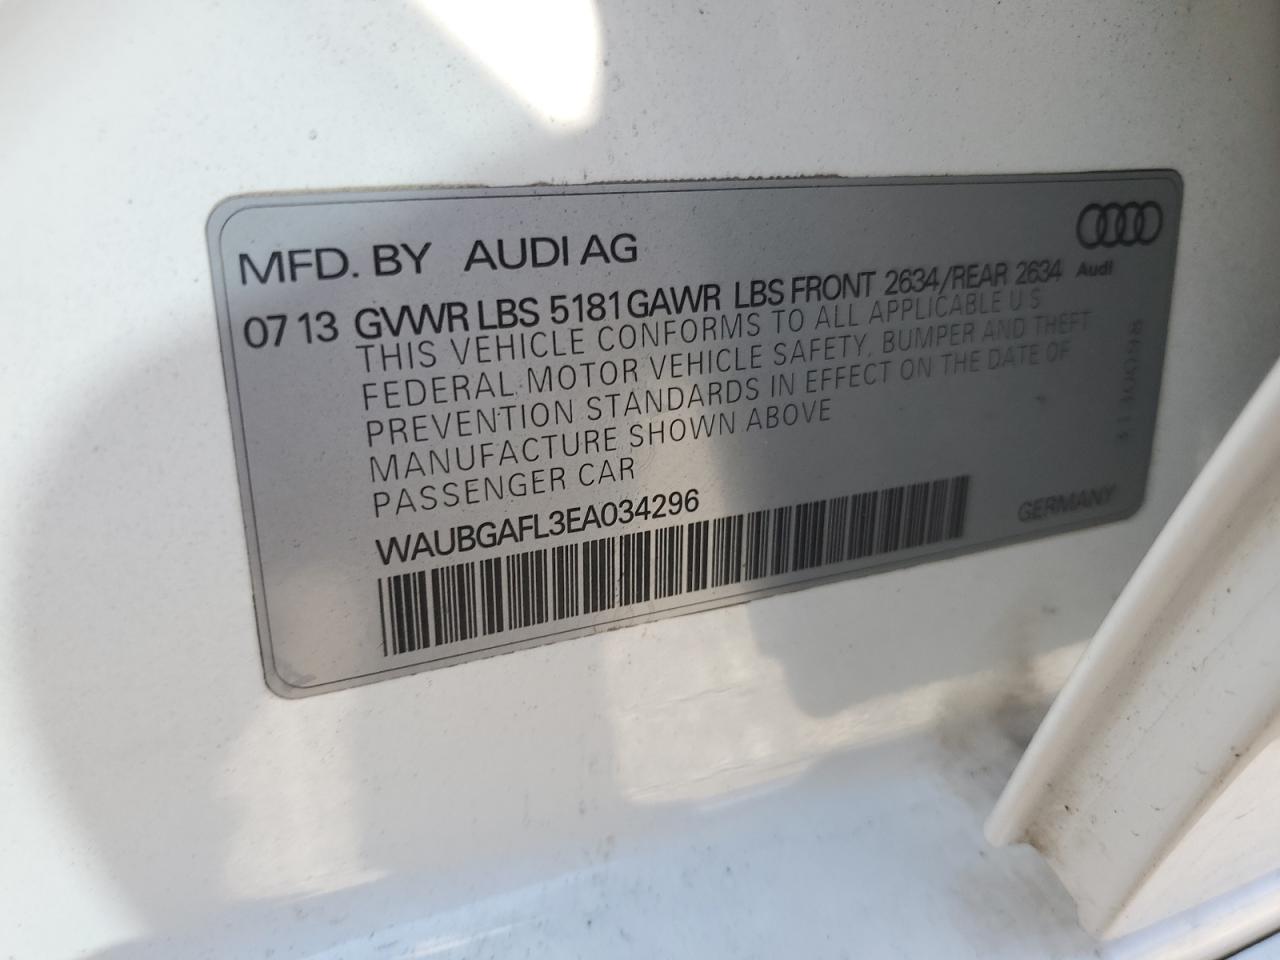 MFD. BY AUDI AG
Audi
07 13 GVWR LBS 5181 GAWR LBS FRONT 2634/REAR 2634
THIS VEHICLE CONFORMS TO ALL APPLICABLE U S
FEDERAL MOTOR VEHICLE SAFETY, BUMPER AND THEFT
PREVENTION STANDARDS IN EFFECT ON THE DATE OF
MANUFACTURE SHOWN ABOVE
PASSENGER CAR
WAUBGAFL3EA034296
GERMANY